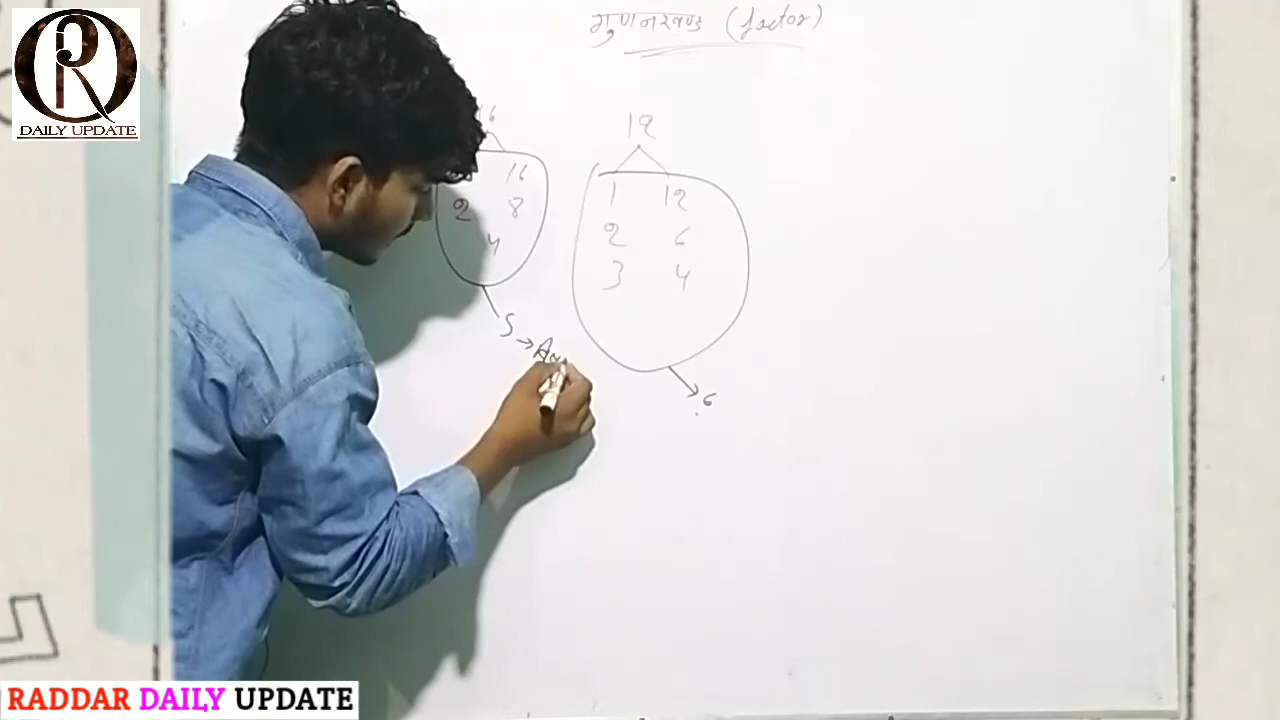 DAILY UPDATE
गुणनखण्ड (factor)
16
16
2 8
4
5 → An
12
1 12
2 6
3 4
6
RADDAR DAILY UPDATE